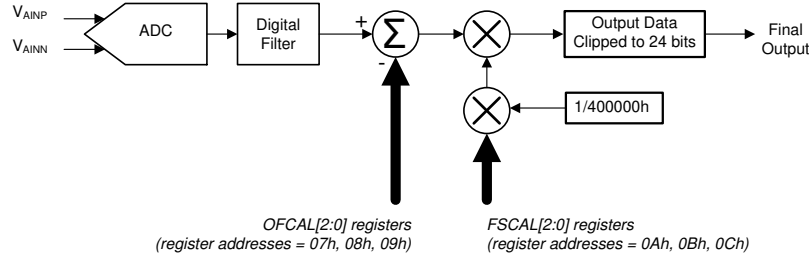 VAINP
VAINN
ADC
Digital
Filter
+
-
Σ
Output Data
Clipped to 24 bits
Final
Output
1/400000h
OFCAL[2:0] registers
(register addresses = 07h, 08h, 09h)
FSCAL[2:0] registers
(register addresses = 0Ah, 0Bh, 0Ch)